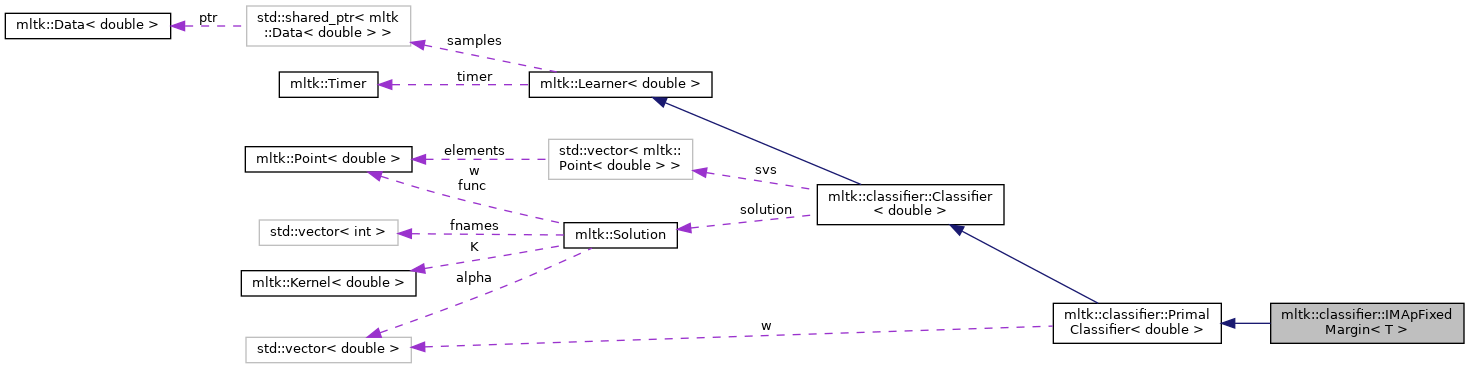 mltk::Data< double >
ptr
std::shared_ptr< mltk
::Data< double > >
samples
mltk::Timer
timer
mltk::Learner< double >
mltk::Point< double >
elements
std::vector< mltk::
Point< double > >
svs
mltk::classifier::Classifier
< double >
w
func
solution
std::vector< int >
fnames
mltk::Solution
K
mltk::Kernel< double >
alpha
mltk::classifier::Primal
Classifier< double >
mltk::classifier::IMApFixed
Margin< T >
w
std::vector< double >